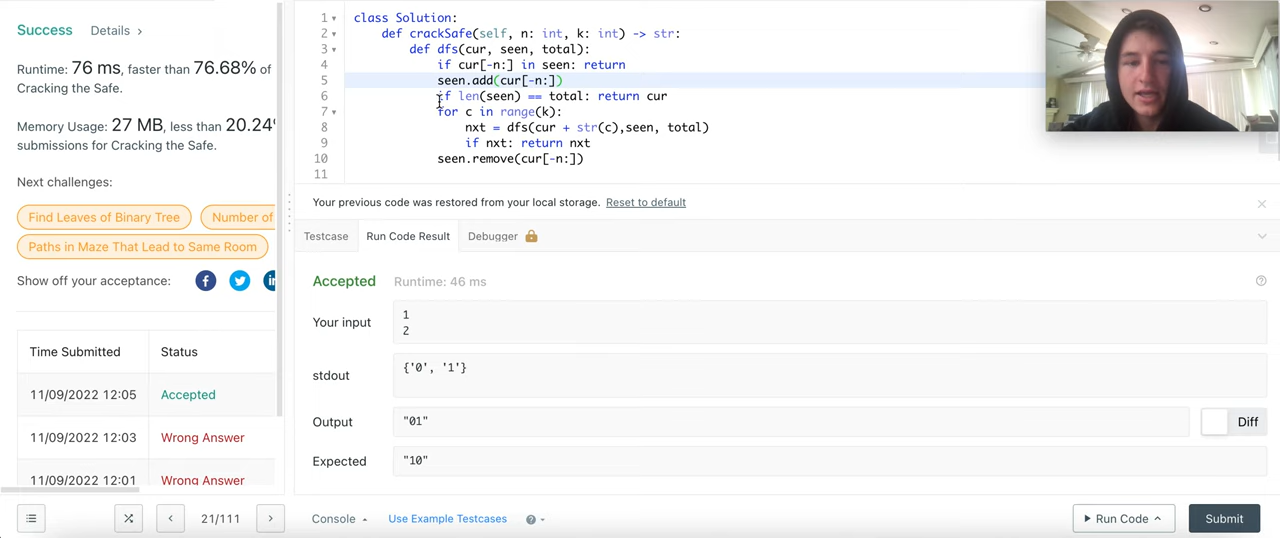 Success Details >
Runtime: 76 ms, faster than 76.68% of
Cracking the Safe.
Memory Usage: 27 MB, less than 20.24%
submissions for Cracking the Safe.
Next challenges:
Find Leaves of Binary Tree Number of
Paths in Maze That Lead to Same Room
Show off your acceptance:
Time Submitted Status
11/09/2022 12:05 Accepted
11/09/2022 12:03 Wrong Answer
11/09/2022 12:01 Wrong Answer
1 class Solution:
2 def crackSafe(self, n: int, k: int) -> str:
3 def dfs(cur, seen, total):
4 if cur[-n:] in seen: return
5 seen.add(cur[-n:])
6 if len(seen) == total: return cur
7 for c in range(k):
8 nxt = dfs(cur + str(c),seen, total)
9 if nxt: return nxt
10 seen.remove(cur[-n:])
11
Your previous code was restored from your local storage. Reset to default
Testcase Run Code Result Debugger
Accepted Runtime: 46 ms
Your input
1
2
stdout
{'0', '1'}
Output "01" Diff
Expected "10"
21/111
Console Use Example Testcases
Run Code Submit